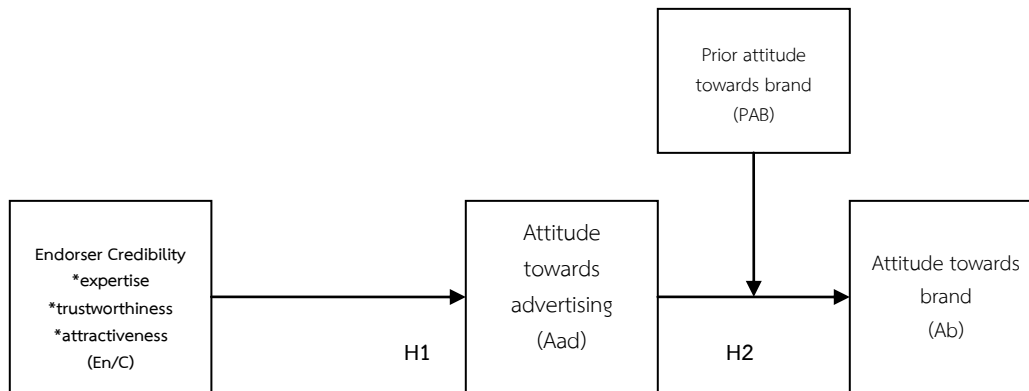 Prior attitude
towards brand
(PAB)
Endorser Credibility
*expertise
*trustworthiness
*attractiveness
(En/C)
H1
Attitude
towards
advertising
(Aad)
H2
Attitude towards
brand
(Ab)